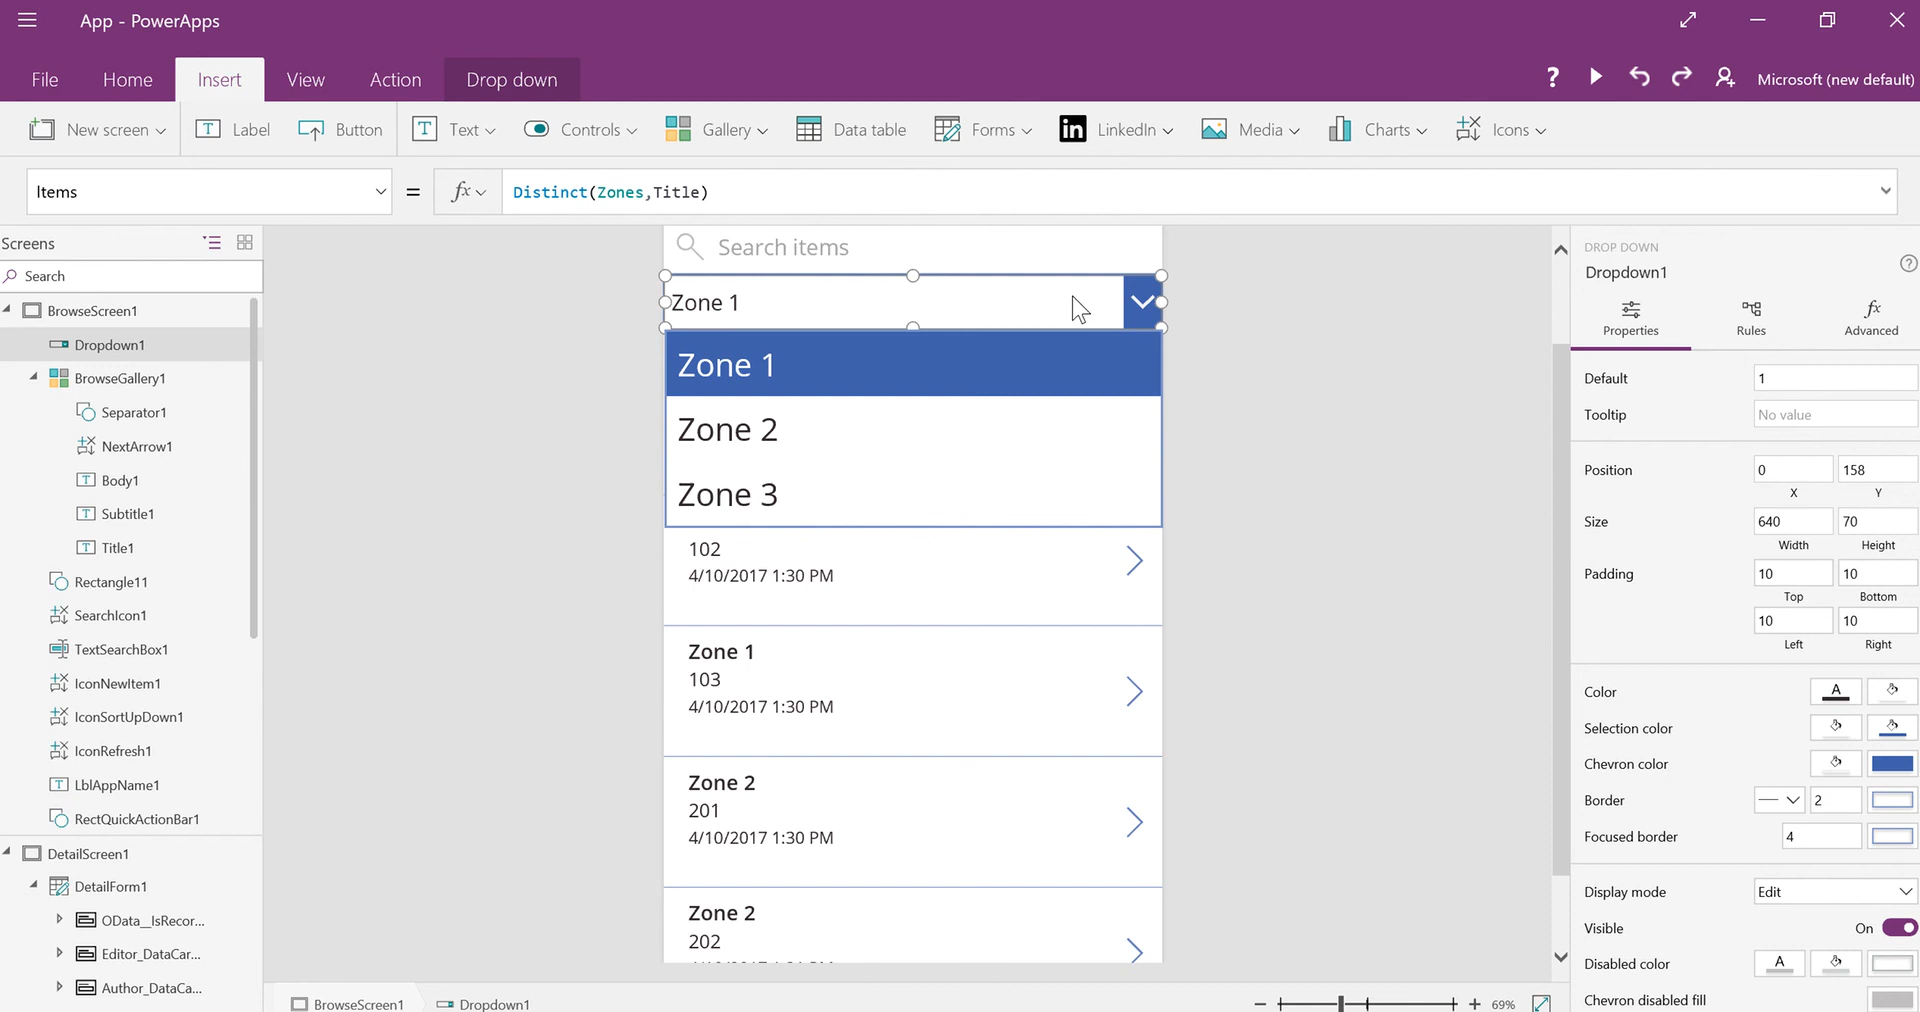 App - PowerApps
File Home Insert View Action Drop down ? Microsoft (new default)
New screen Label Button Text Controls Gallery Data table Forms LinkedIn Media Charts Icons
Items = fx Distinct(Zones,Title)
Screens
Search
BrowseScreen1
Dropdown1
BrowseGallery1
Separator1
NextArrow1
Body1
Subtitle1
Title1
Rectangle11
SearchIcon1
TextSearchBox1
IconNewItem1
IconSortUpDown1
IconRefresh1
LblAppName1
RectQuickActionBar1
DetailScreen1
DetailForm1
OData__IsRecor...
Editor_DataCar...
Author_DataCa...
Search items
Zone 1
Zone 1
Zone 2
Zone 3
102
4/10/2017 1:30 PM
Zone 1
103
4/10/2017 1:30 PM
Zone 2
201
4/10/2017 1:30 PM
Zone 2
202
BrowseScreen1 Dropdown1
69%
DROP DOWN
Dropdown1
Properties Rules Advanced
Default 1
Tooltip No value
Position 0 158
X Y
Size 640 70
Width Height
Padding 10 10
Top Bottom
10 10
Left Right
Color
Selection color
Chevron color
Border 2
Focused border 4
Display mode Edit
Visible On
Disabled color
Chevron disabled fill